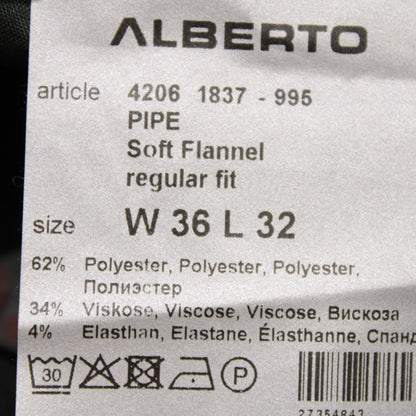 ALBERTO
article 4206 1837 - 995
PIPE
Soft Flannel
regular fit
size W 36 L 32
62% Polyester, Polyester, Polyester,
Полиэстер
34% Viskose, Viscose, Viscose, Вискоза
4% Elasthan, Elastane, Élasthanne, Спанд
30 P
27354843